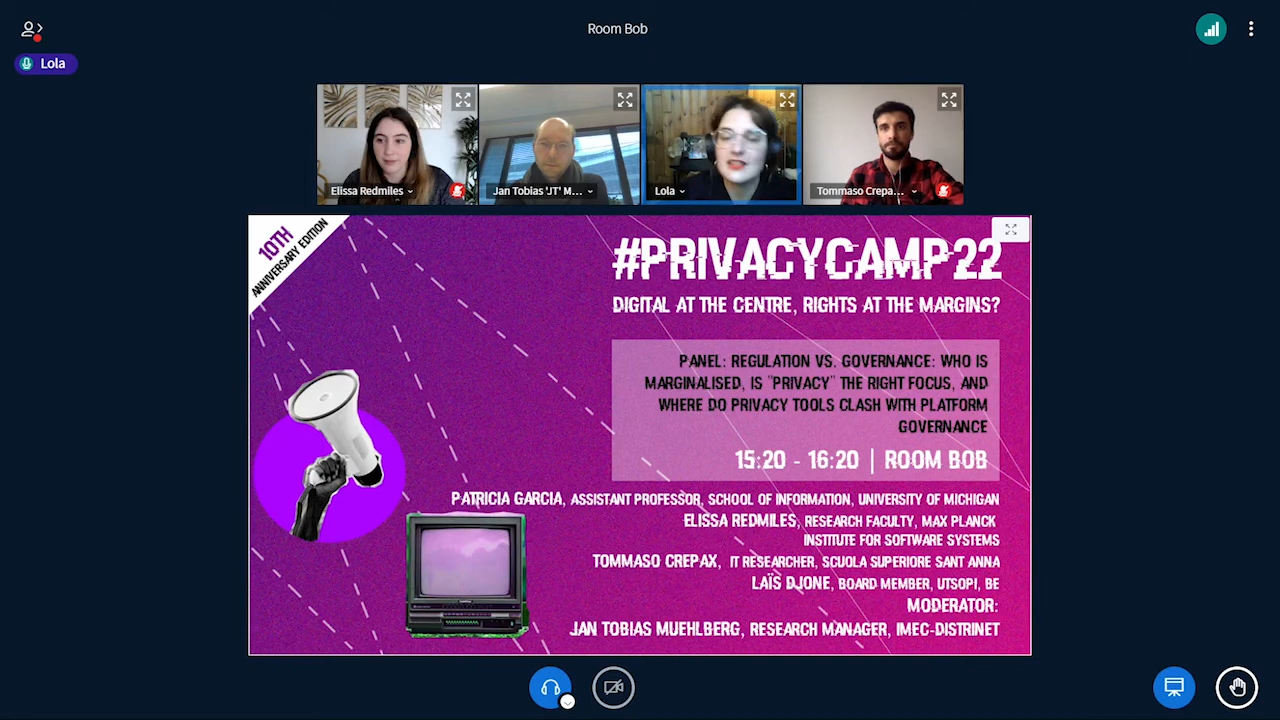 Room Bob
Lola
Elissa Redmiles
Jan Tobias 'JT' M...
Lola
Tommaso Crepa...
10TH
ANNIVERSARY EDITION
#PRIVACYCAMP22
DIGITAL AT THE CENTRE, RIGHTS AT THE MARGINS?
PANEL: REGULATION VS. GOVERNANCE: WHO IS
MARGINALISED, IS "PRIVACY" THE RIGHT FOCUS, AND
WHERE DO PRIVACY TOOLS CLASH WITH PLATFORM
GOVERNANCE
15:20 - 16:20 | ROOM BOB
PATRICIA GARCIA, ASSISTANT PROFESSOR, SCHOOL OF INFORMATION, UNIVERSITY OF MICHIGAN
ELISSA REDMILES, RESEARCH FACULTY, MAX PLANCK
INSTITUTE FOR SOFTWARE SYSTEMS
TOMMASO CREPAX, IT RESEARCHER, SCUOLA SUPERIORE SANT ANNA
LAÏS DJONE, BOARD MEMBER, UTSOPI, BE
MODERATOR:
JAN TOBIAS MUEHLBERG, RESEARCH MANAGER, IMEC-DISTRINET